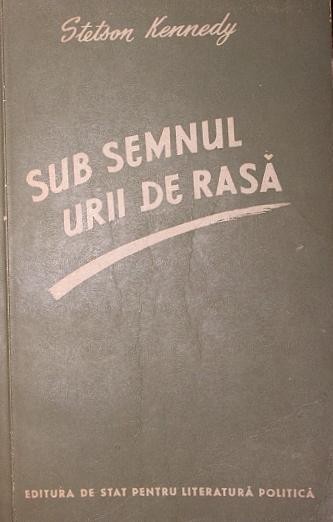 Stetson Kennedy
SUB SEMNUL
URII DE RASĂ
EDITURA DE STAT PENTRU LITERATURĂ POLITICĂ